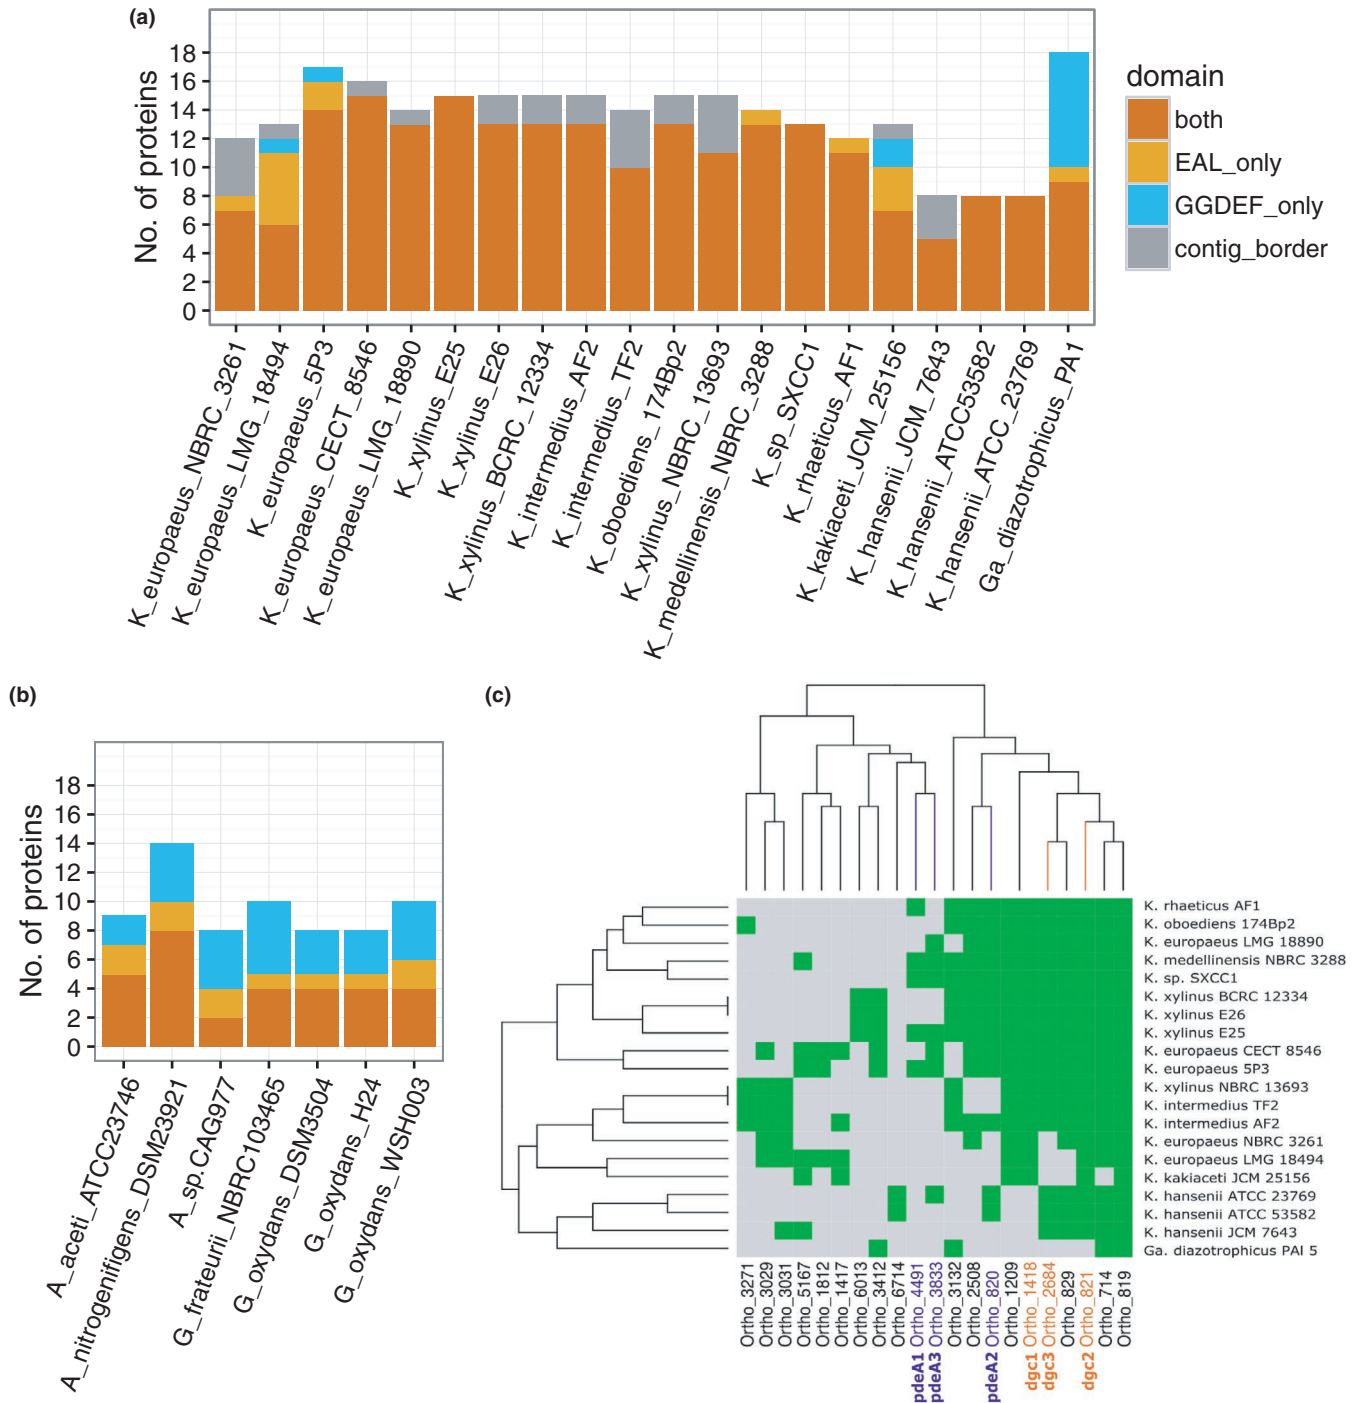 (a)
No. of proteins
18
16
14
12
10
8
6
4
2
0
K_europaeus_NBRC_3261
K_europaeus_LMG_18494
K_europaeus_5P3
K_europaeus_CECT_8546
K_europaeus_LMG_18890
K_xylinus_E25
K_xylinus_E26
K_xylinus_BCRC_12334
K_intermedius_AF2
K_intermedius_TF2
K_oboediens_174Bp2
K_xylinus_NBRC_13693
K_medellinensis_NBRC_3288
K_sp_SXCC1
K_rhaeticus_AF1
K_kakiaceti_JCM_25156
K_hansenii_JCM_7643
K_hansenii_ATCC53582
K_hansenii_ATCC_23769
Ga_diazotrophicus_PA1
domain
both
EAL_only
GGDEF_only
contig_border
(b)
No. of proteins
18
16
14
12
10
8
6
4
2
0
A_aceti_ATCC23746
A_nitrogenifigens_DSM23921
A_sp.CAG977
G_frateurii_NBRC103465
G_oxydans_DSM3504
G_oxydans_H24
G_oxydans_WSH003
(c)
K. rhaeticus AF1
K. oboediens 174Bp2
K. europaeus LMG 18890
K. medellinensis NBRC 3288
K. sp. SXCC1
K. xylinus BCRC 12334
K. xylinus E26
K. xylinus E25
K. europaeus CECT 8546
K. europaeus 5P3
K. xylinus NBRC 13693
K. intermedius TF2
K. intermedius AF2
K. europaeus NBRC 3261
K. europaeus LMG 18494
K. kakiaceti JCM 25156
K. hansenii ATCC 23769
K. hansenii ATCC 53582
K. hansenii JCM 7643
Ga. diazotrophicus PAI 5
Ortho_3271
Ortho_3029
Ortho_3031
Ortho_5167
Ortho_1812
Ortho_1417
Ortho_6013
Ortho_3412
Ortho_6714
pdeA1 Ortho_4491
pdeA3 Ortho_3833
Ortho_3132
Ortho_2508
pdeA2 Ortho_820
Ortho_1209
dgc1 Ortho_1418
dgc3 Ortho_2684
Ortho_829
dgc2 Ortho_821
Ortho_714
Ortho_819